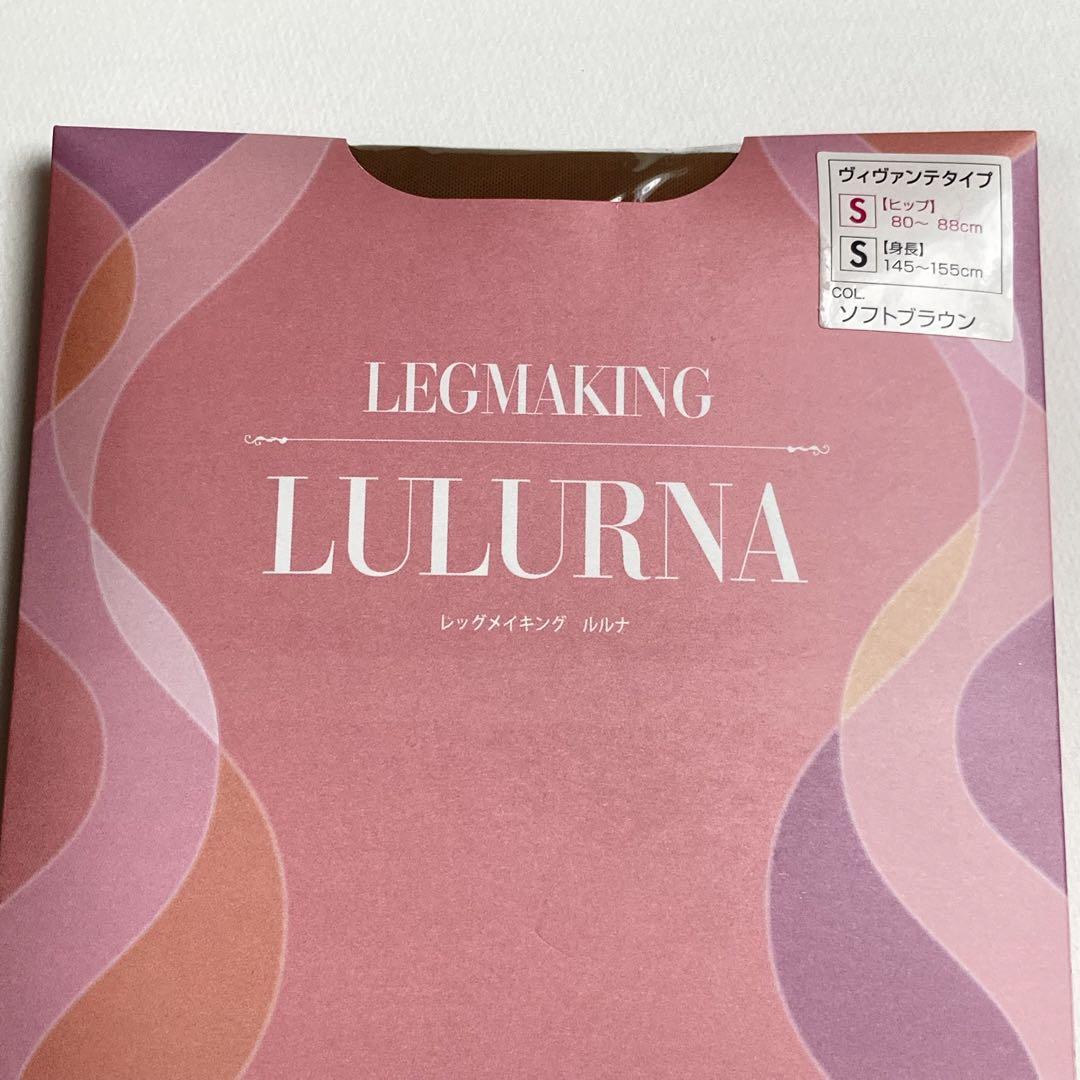 ヴィヴァンテタイプ
S 【ヒップ】
80～ 88cm
S 【身長】
145～155cm
COL.
ソフトブラウン
LEGMAKING
LULURNA
レッグメイキング ルルナ